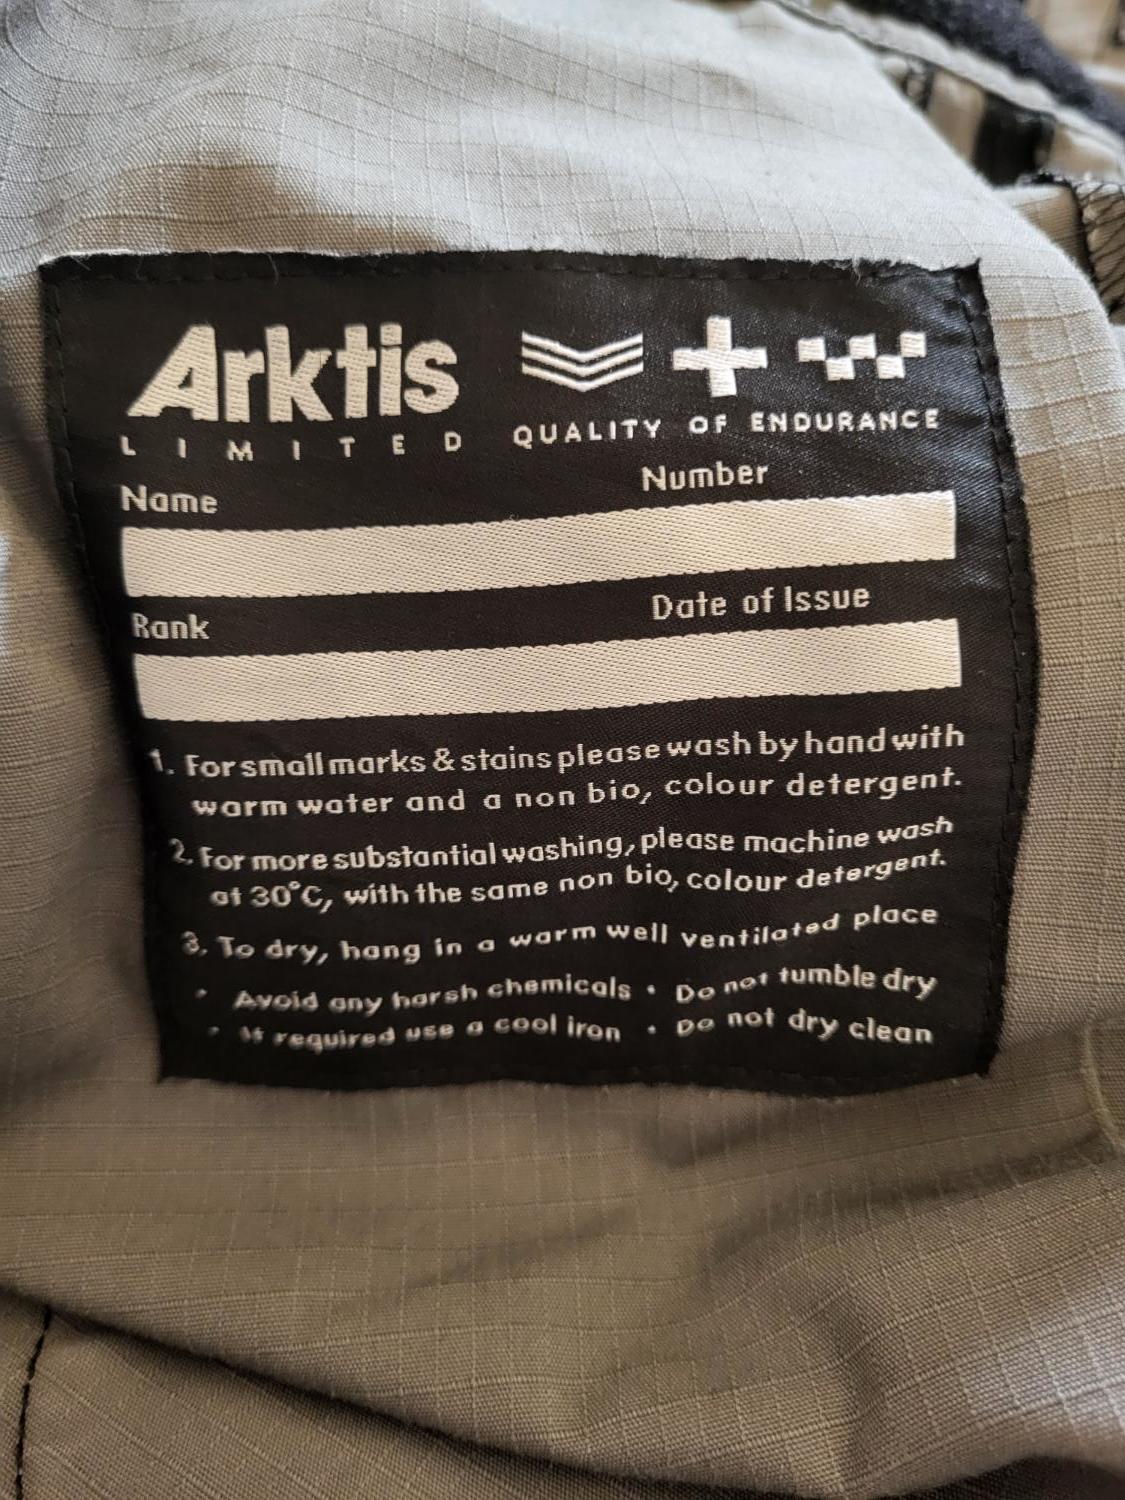 Arktis
LIMITED
QUALITY OF ENDURANCE
Name Number
Rank Date of Issue
1. For small marks & stains please wash by hand with
warm water and a non bio, colour detergent.
2. For more substantial washing, please machine wash
at 30°C, with the same non bio, colour detergent.
3. To dry, hang in a warm well ventilated place
• Avoid any harsh chemicals • Do not tumble dry
• If required use a cool iron • Do not dry clean